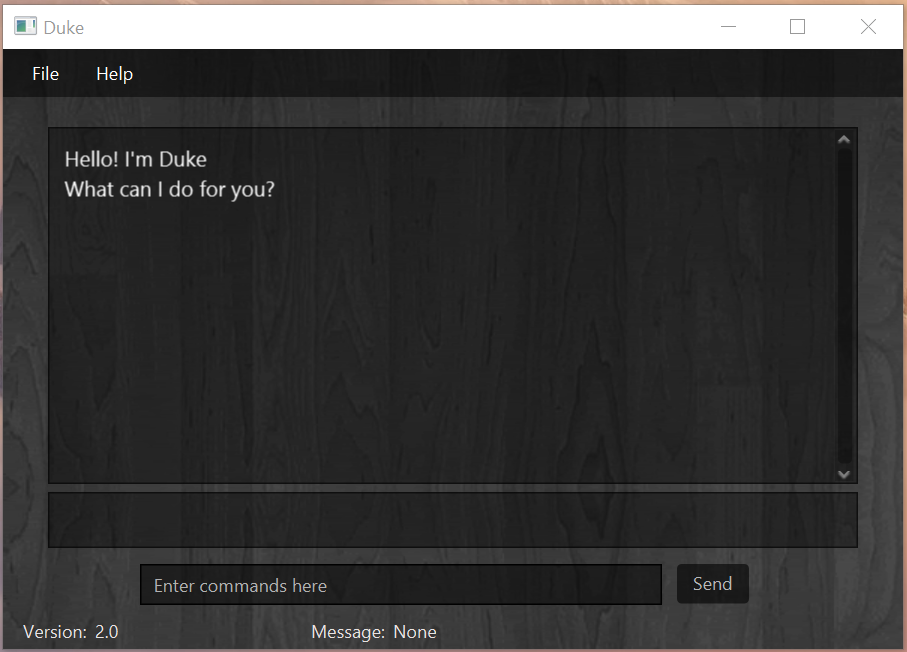 Duke
File Help
Hello! I'm Duke
What can I do for you?
Enter commands here
Send
Version: 2.0 Message: None